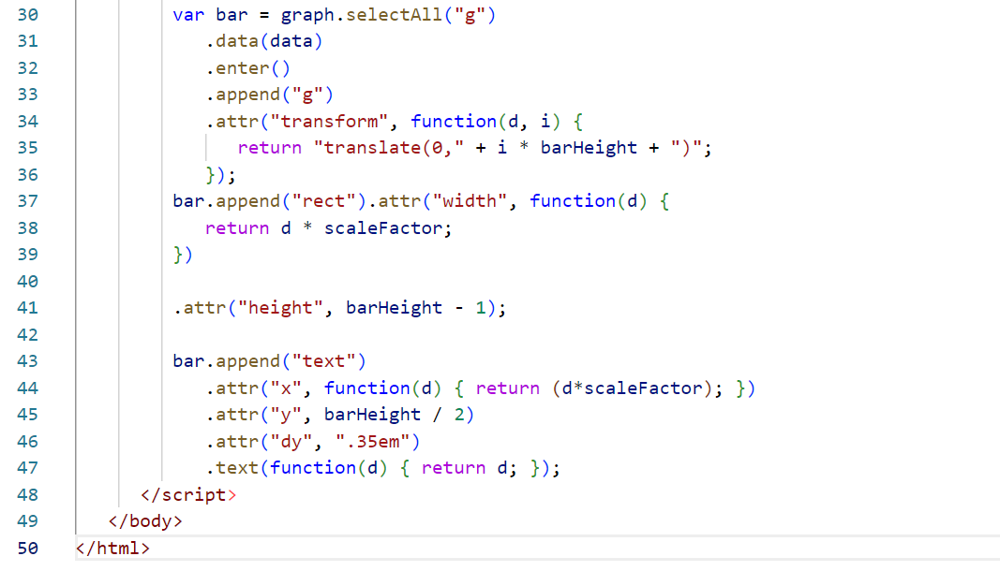 30 var bar = graph.selectAll("g")
31 .data(data)
32 .enter()
33 .append("g")
34 .attr("transform", function(d, i) {
35 return "translate(0," + i * barHeight + ")";
36 });
37 bar.append("rect").attr("width", function(d) {
38 return d * scaleFactor;
39 })
40
41 .attr("height", barHeight - 1);
42
43 bar.append("text")
44 .attr("x", function(d) { return (d*scaleFactor); })
45 .attr("y", barHeight / 2)
46 .attr("dy", ".35em")
47 .text(function(d) { return d; });
48 </script>
49 </body>
50 </html>